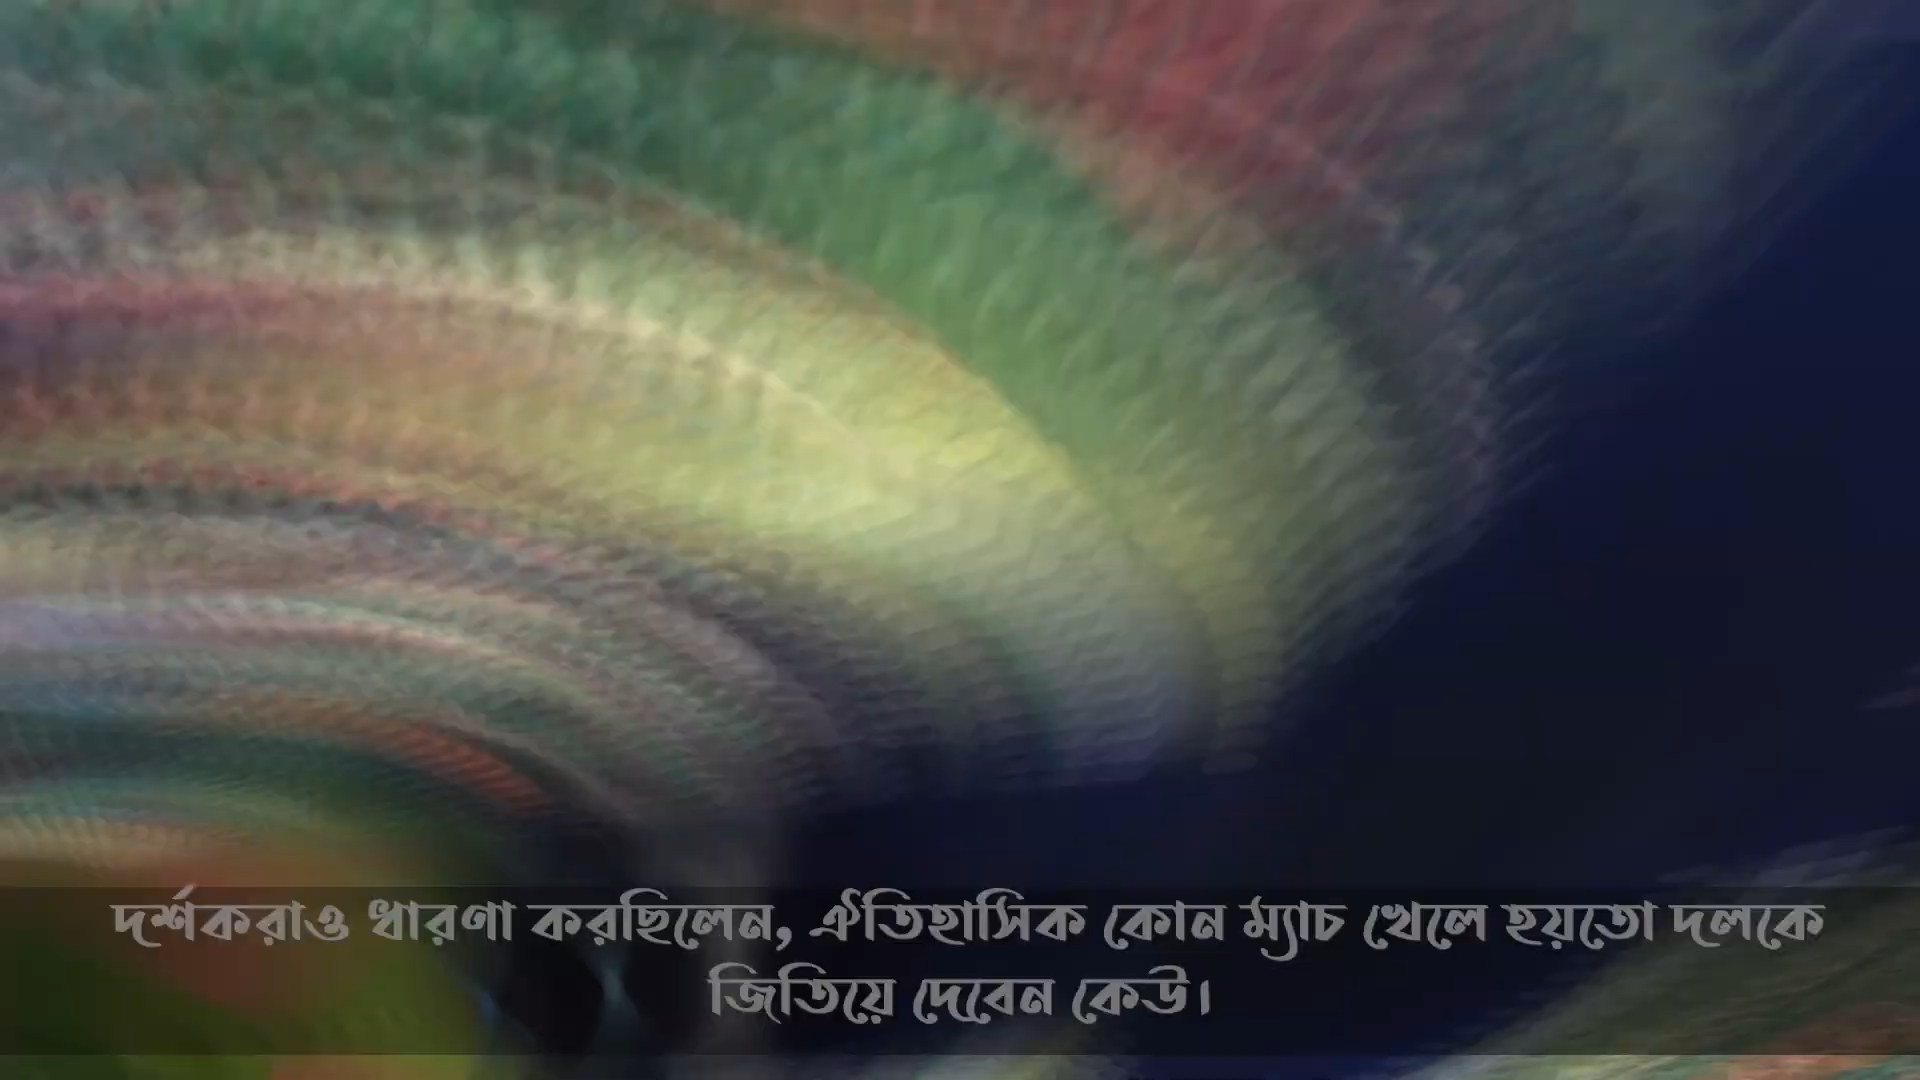 দর্শকরাও ধারণা করছিলেন, ঐতিহাসিক কোন ম্যাচ খেলে হয়তো দলকে
জিতিয়ে দেবেন কেউ।